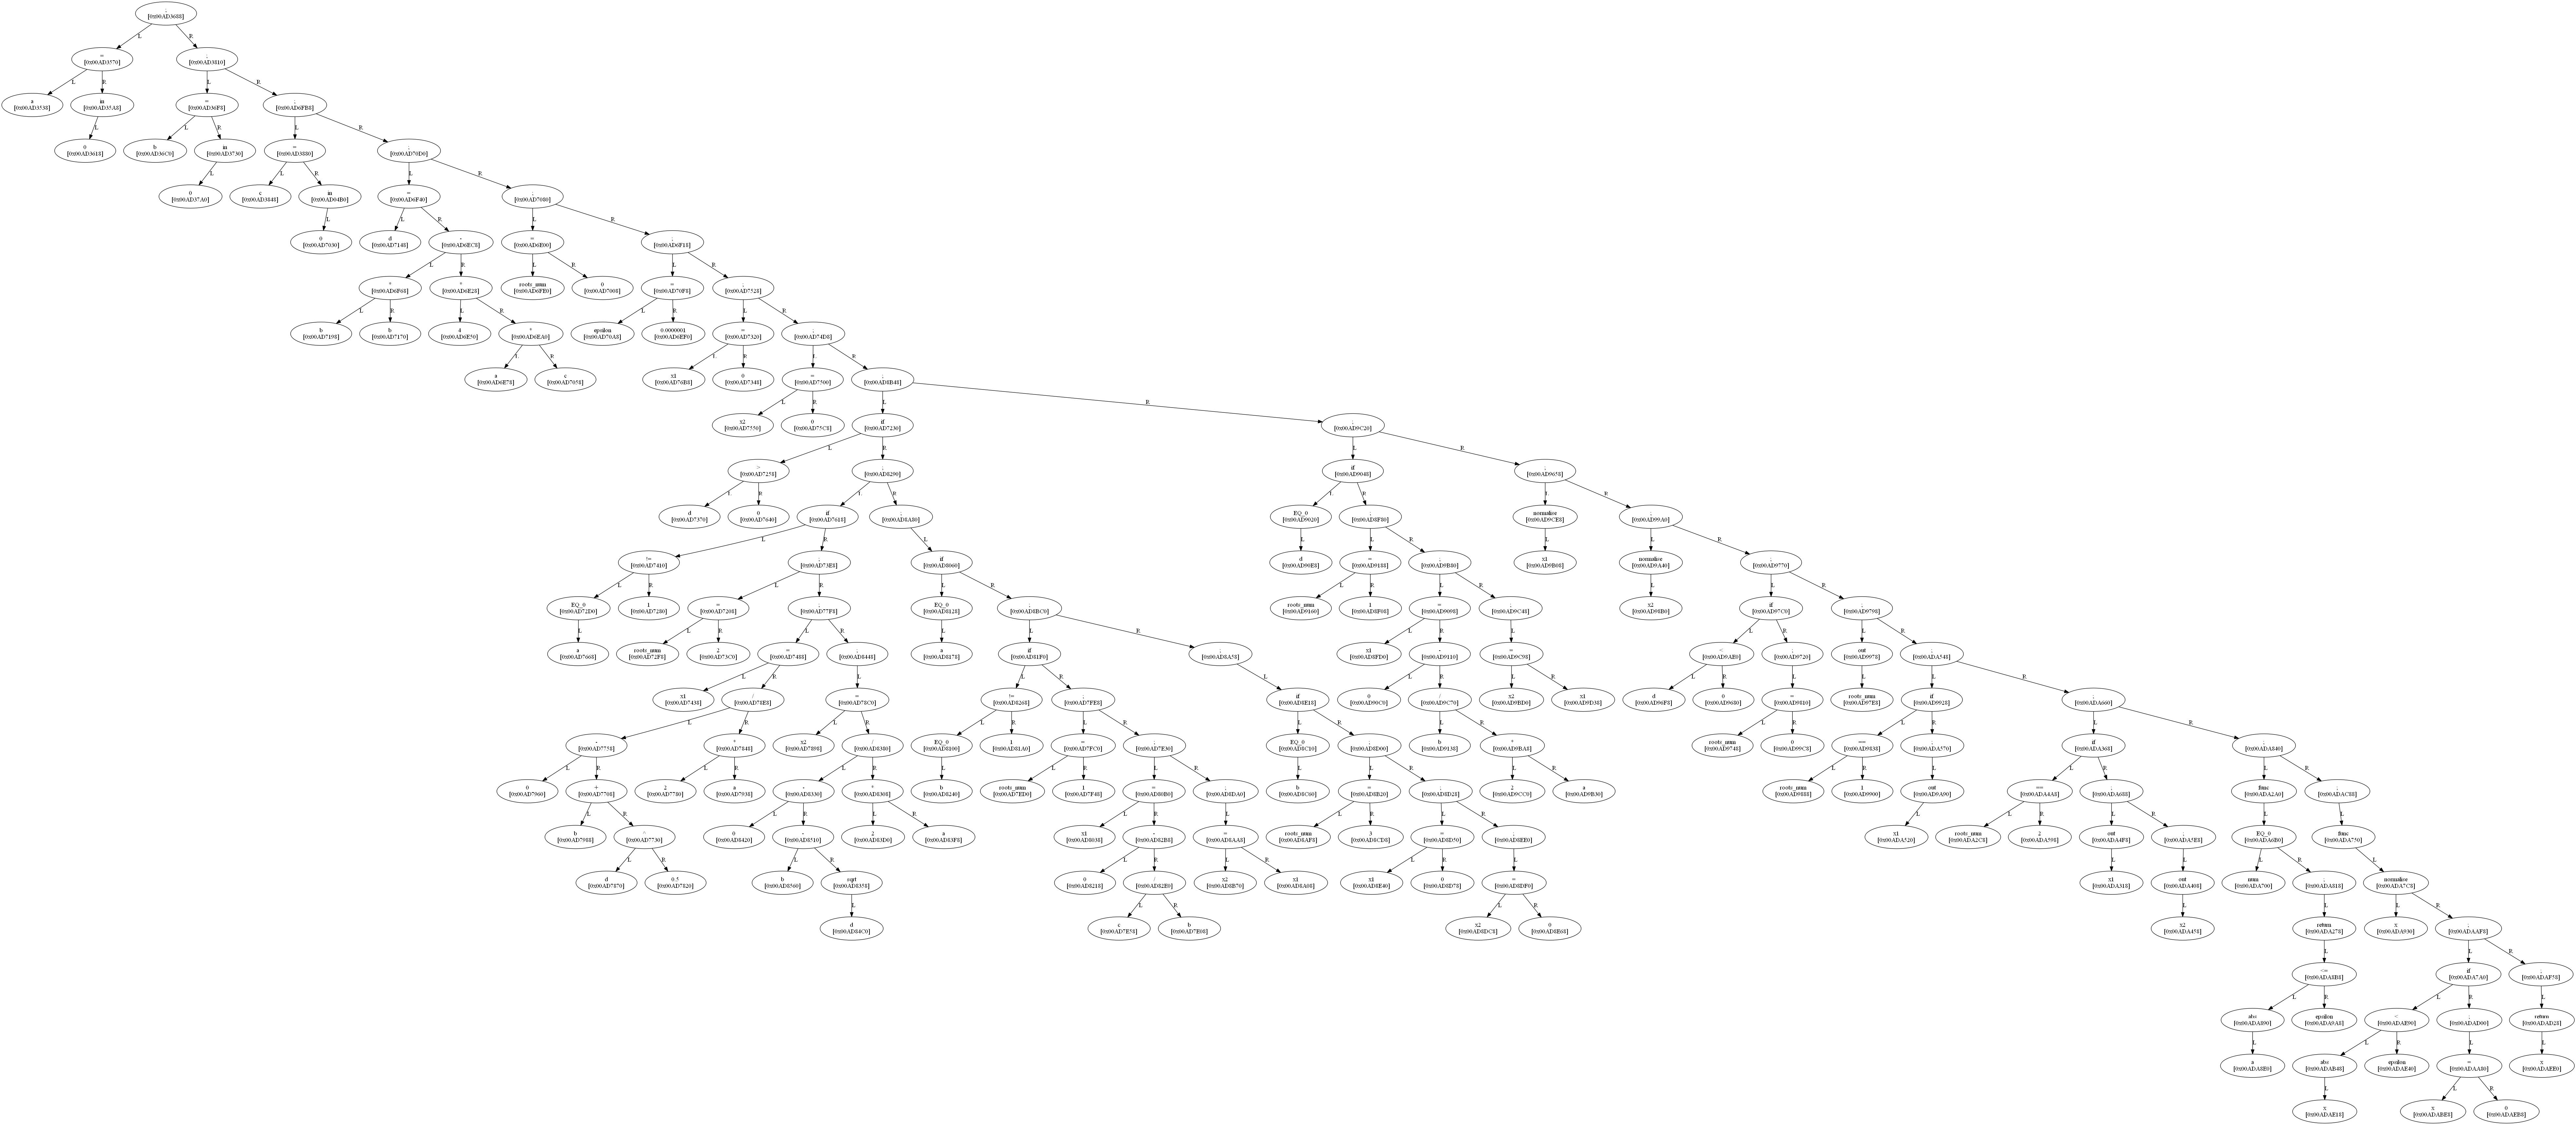 ;
[0x00AD3688]
L R
= ;
[0x00AD3570] [0x00AD3810]
L R L R
a in = ;
[0x00AD3538] [0x00AD35A8] [0x00AD36F8] [0x00AD6FB8]
L L R L R
0 b in = ;
[0x00AD3618] [0x00AD36C0] [0x00AD3730] [0x00AD3880] [0x00AD70D0]
L L R L R
0 c in = ;
[0x00AD37A0] [0x00AD3848] [0x00AD04B0] [0x00AD6F40] [0x00AD7080]
L L R L R
0 d - = ;
[0x00AD7030] [0x00AD7148] [0x00AD6EC8] [0x00AD6E00] [0x00AD6F18]
L R L R L R
* * roots_num 0 = ;
[0x00AD6F68] [0x00AD6E28] [0x00AD6FE0] [0x00AD7008] [0x00AD70F8] [0x00AD7528]
L R L R L R L R
b b 4 * epsilon 0.0000001 = ;
[0x00AD7198] [0x00AD7170] [0x00AD6E50] [0x00AD6EA0] [0x00AD70A8] [0x00AD6EF0] [0x00AD7320] [0x00AD74D8]
L R L R L R
a c x1 0 = ;
[0x00AD6E78] [0x00AD7058] [0x00AD76B8] [0x00AD7348] [0x00AD7500] [0x00AD8B48]
L R L R
x2 0 if ;
[0x00AD7550] [0x00AD75C8] [0x00AD7230] [0x00AD9C20]
L R L R
> ; if ;
[0x00AD7258] [0x00AD8290] [0x00AD9048] [0x00AD9658]
L R L R L R L R
d 0 if ; EQ_0 ; normalise ;
[0x00AD7370] [0x00AD7640] [0x00AD7618] [0x00AD8A80] [0x00AD9020] [0x00AD8F80] [0x00AD9CE8] [0x00AD99A0]
L R L L L R L L R
!= ; if d = ; x1 normalise ;
[0x00AD7410] [0x00AD73E8] [0x00AD8060] [0x00AD90E8] [0x00AD9188] [0x00AD9B80] [0x00AD9B08] [0x00AD9A40] [0x00AD9770]
L R L R L R L R L R L L R
EQ_0 1 = ; EQ_0 ; roots_num 1 = ; x2 if ;
[0x00AD72D0] [0x00AD7280] [0x00AD7208] [0x00AD77F8] [0x00AD8128] [0x00AD8BC0] [0x00AD9160] [0x00AD8F08] [0x00AD9098] [0x00AD9C48] [0x00AD98B0] [0x00AD97C0] [0x00AD9798]
L L R L R L L R L R L L R L R
a roots_num 2 = ; a if ; x1 - = < ; out ;
[0x00AD7668] [0x00AD72F8] [0x00AD73C0] [0x00AD7488] [0x00AD8448] [0x00AD8178] [0x00AD81F0] [0x00AD8A58] [0x00AD8FD0] [0x00AD9110] [0x00AD9C98] [0x00AD9AE0] [0x00AD9720] [0x00AD9978] [0x00ADA548]
L R L L R L L R L R L R L L L R
x1 / = != ; if 0 / x2 x1 d 0 = roots_num if ;
[0x00AD7438] [0x00AD78E8] [0x00AD78C0] [0x00AD8268] [0x00AD7FE8] [0x00AD8E18] [0x00AD90C0] [0x00AD9C70] [0x00AD9BD0] [0x00AD9D38] [0x00AD96F8] [0x00AD9680] [0x00AD9810] [0x00AD97E8] [0x00AD9928] [0x00ADA660]
L R L R L R L R L R L R L R L R L R
- * x2 / EQ_0 1 = ; EQ_0 ; b * roots_num 0 == ; if ;
[0x00AD7758] [0x00AD7848] [0x00AD7898] [0x00AD8380] [0x00AD8100] [0x00AD81A0] [0x00AD7FC0] [0x00AD7E30] [0x00AD8C10] [0x00AD8D00] [0x00AD9138] [0x00AD9BA8] [0x00AD9748] [0x00AD99C8] [0x00AD9838] [0x00ADA570] [0x00ADA368] [0x00ADA840]
L R L R L R L L R L R L L R L R L R L L R L R
0 + 2 a - * b roots_num 1 = ; b = ; 2 a roots_num 1 out == ; func ;
[0x00AD7960] [0x00AD7708] [0x00AD7780] [0x00AD7938] [0x00AD8330] [0x00AD8308] [0x00AD8240] [0x00AD7ED0] [0x00AD7F48] [0x00AD80B0] [0x00AD8DA0] [0x00AD8C60] [0x00AD8B20] [0x00AD8D28] [0x00AD9CC0] [0x00AD9B30] [0x00AD9888] [0x00AD9900] [0x00AD9A90] [0x00ADA4A8] [0x00ADA688] [0x00ADA2A0] [0x00ADAC88]
L R L R L R L R L L R L R L L R L R L L
b ^ 0 - 2 a x1 - = roots_num 3 = ; x1 roots_num 2 out ; EQ_0 func
[0x00AD7988] [0x00AD7730] [0x00AD8420] [0x00AD8510] [0x00AD83D0] [0x00AD83F8] [0x00AD8038] [0x00AD82B8] [0x00AD8AA8] [0x00AD8AF8] [0x00AD8CD8] [0x00AD8D50] [0x00AD8EE0] [0x00ADA520] [0x00ADA2C8] [0x00ADA598] [0x00ADA4F8] [0x00ADA5E8] [0x00ADA6B0] [0x00ADA750]
L R L R L R L R L R L L L L R L
d 0.5 b sqrt 0 / x2 x1 x1 0 = x1 out num ; normalise
[0x00AD7870] [0x00AD7820] [0x00AD8560] [0x00AD8358] [0x00AD8218] [0x00AD82E0] [0x00AD8B70] [0x00AD8A08] [0x00AD8E40] [0x00AD8D78] [0x00AD8DF0] [0x00ADA318] [0x00ADA408] [0x00ADA700] [0x00ADA818] [0x00ADA7C8]
L L R L R L L L R
d c b x2 0 x2 return x ;
[0x00AD84C0] [0x00AD7E58] [0x00AD7E08] [0x00AD8DC8] [0x00AD8E68] [0x00ADA458] [0x00ADA278] [0x00ADA930] [0x00ADAAF8]
L L R
<= if ;
[0x00ADA8B8] [0x00ADA7A0] [0x00ADAF58]
L R L R L
abs epsilon < ; return
[0x00ADA890] [0x00ADA9A8] [0x00ADAE90] [0x00ADAD00] [0x00ADAD28]
L L R L L
a abs epsilon = x
[0x00ADA8E0] [0x00ADAB48] [0x00ADAE40] [0x00ADAA80] [0x00ADAEE0]
L L R
x x 0
[0x00ADAE18] [0x00ADABE8] [0x00ADAEB8]